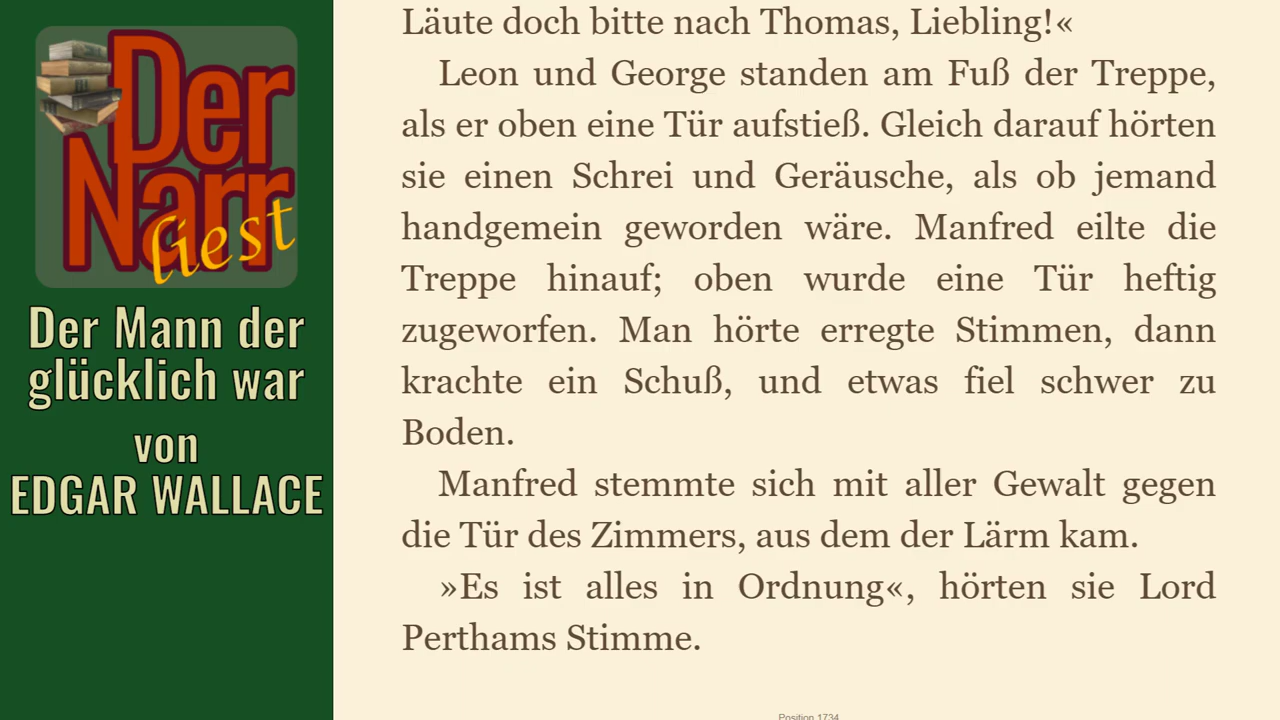 Der
Narr
liest
Der Mann der
glücklich war
von
EDGAR WALLACE
Läute doch bitte nach Thomas, Liebling!«
Leon und George standen am Fuß der Treppe,
als er oben eine Tür aufstieß. Gleich darauf hörten
sie einen Schrei und Geräusche, als ob jemand
handgemein geworden wäre. Manfred eilte die
Treppe hinauf; oben wurde eine Tür heftig
zugeworfen. Man hörte erregte Stimmen, dann
krachte ein Schuß, und etwas fiel schwer zu
Boden.
Manfred stemmte sich mit aller Gewalt gegen
die Tür des Zimmers, aus dem der Lärm kam.
»Es ist alles in Ordnung«, hörten sie Lord
Perthams Stimme.
Position 1734